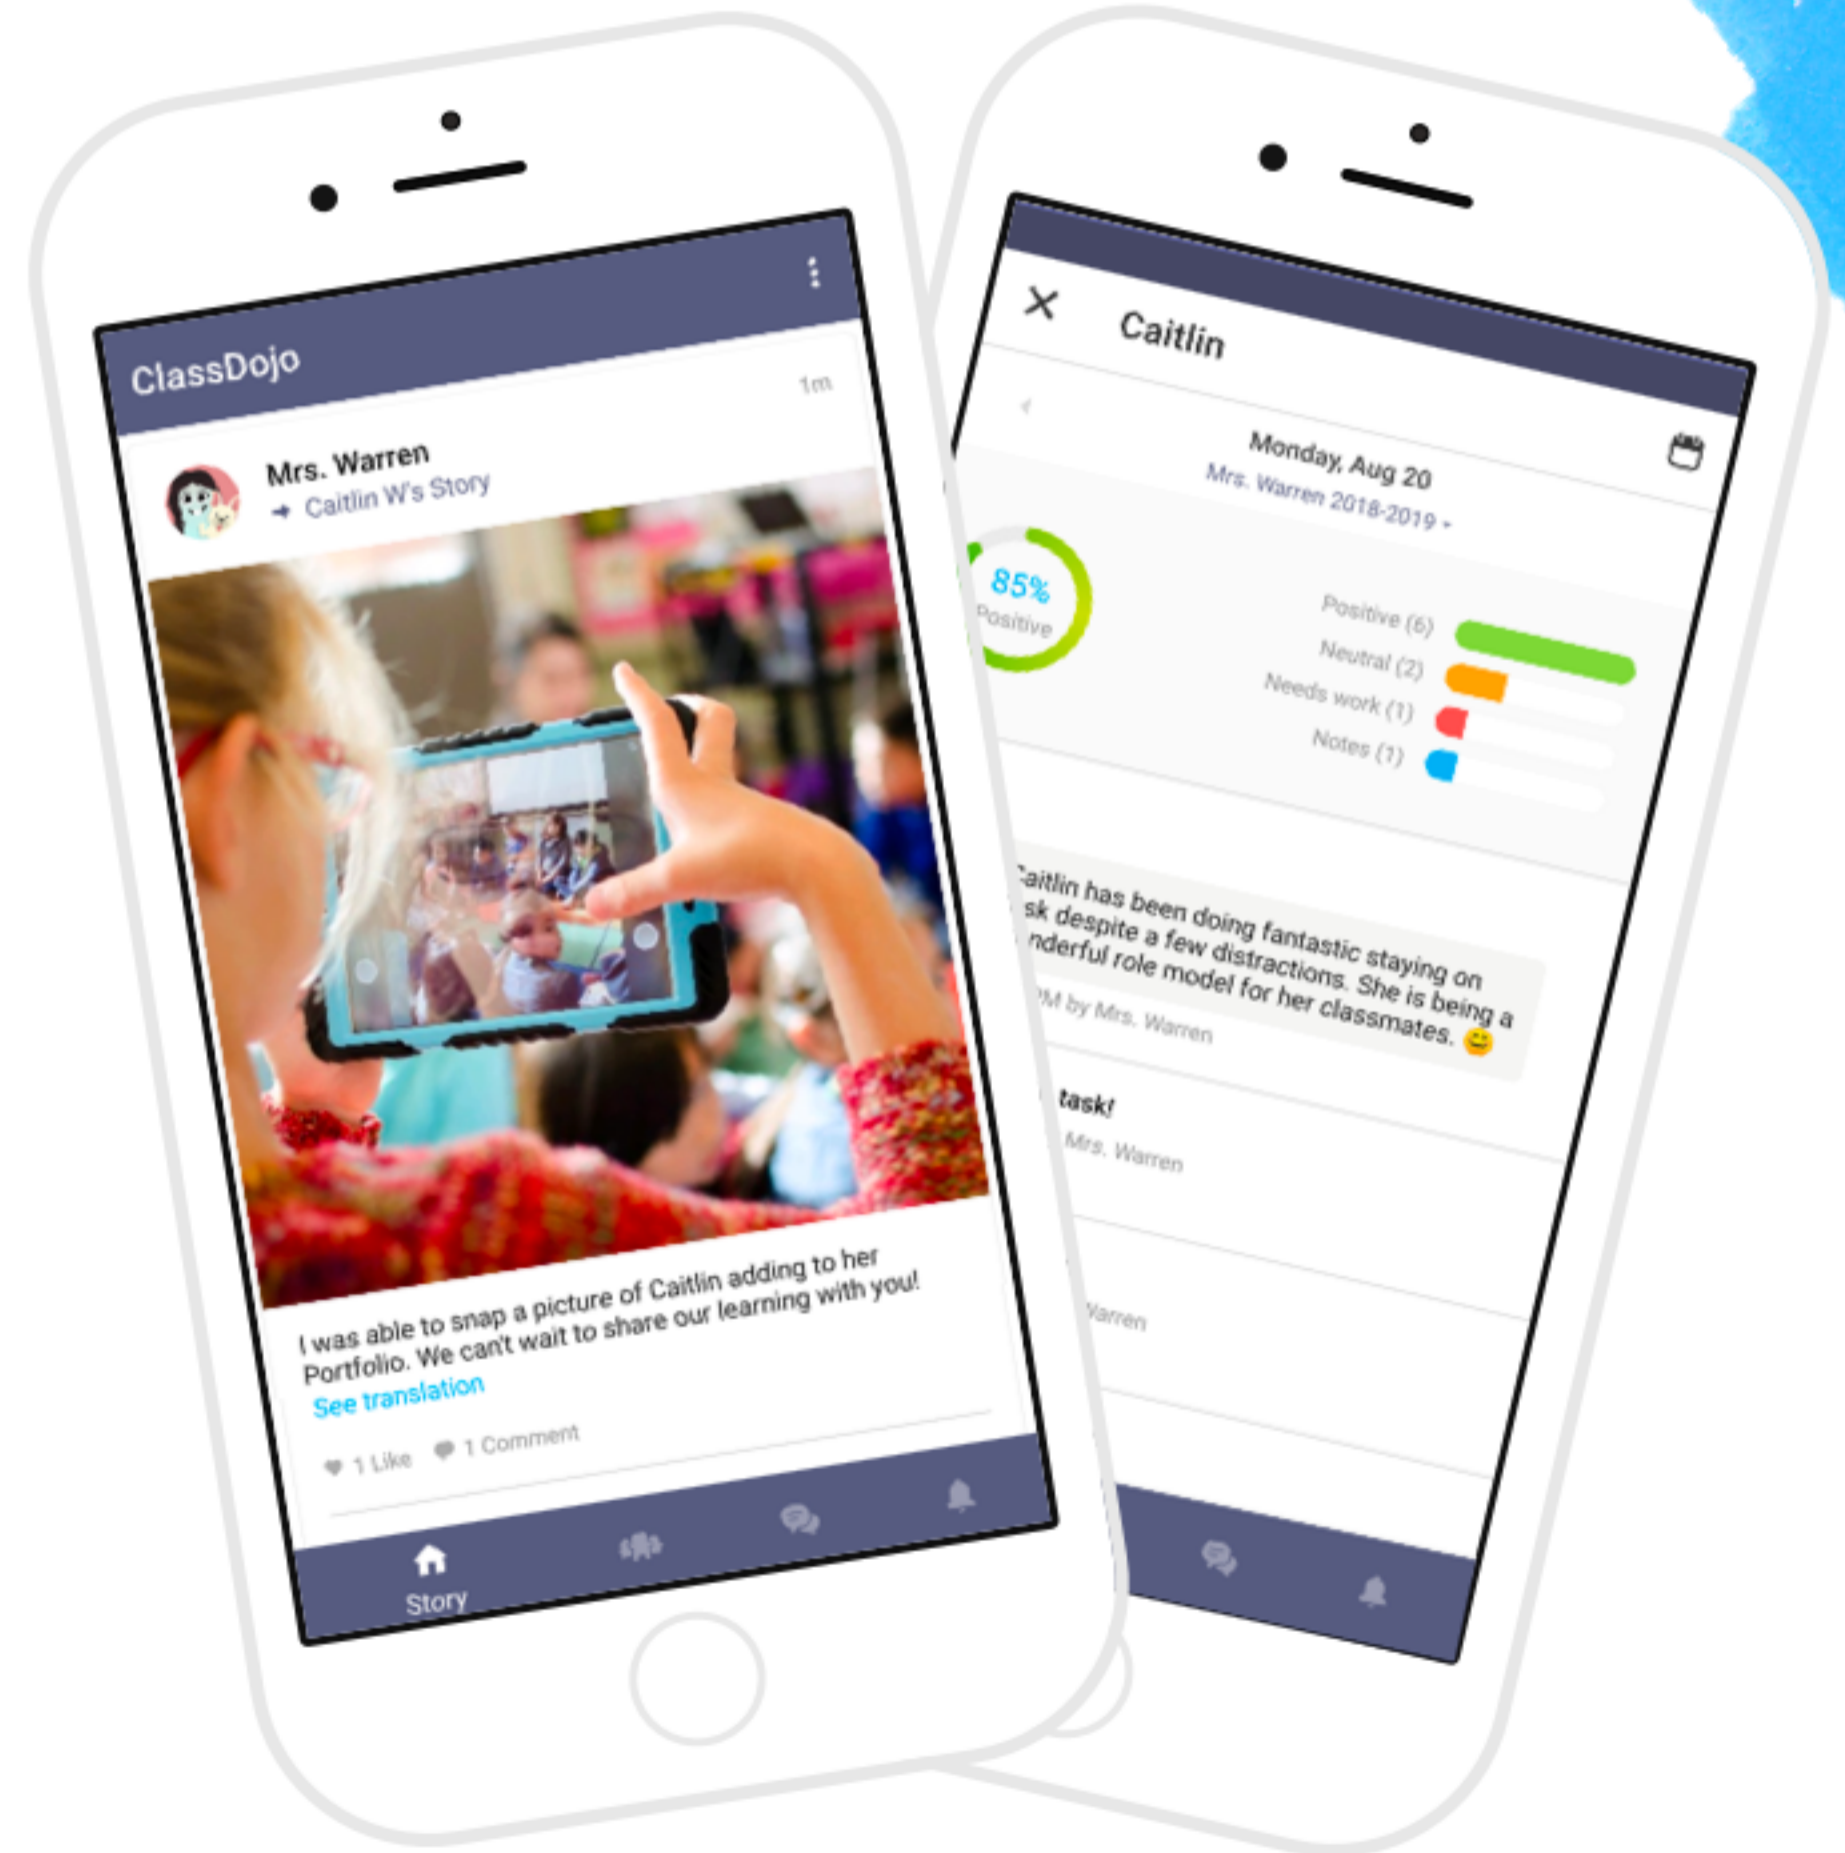 ClassDojo
1m
Mrs. Warren
Caitlin W's Story
I was able to snap a picture of Caitlin adding to her
Portfolio. We can't wait to share our learning with you!
See translation
1 Like 1 Comment
Story
Caitlin
Monday, Aug 20
Mrs. Warren 2018-2019
85%
Positive
Positive (6)
Neutral (2)
Needs work (1)
Notes (1)
Caitlin has been doing fantastic staying on
sk despite a few distractions. She is being a
nderful role model for her classmates.
PM by Mrs. Warren
task!
Mrs. Warren
Warren